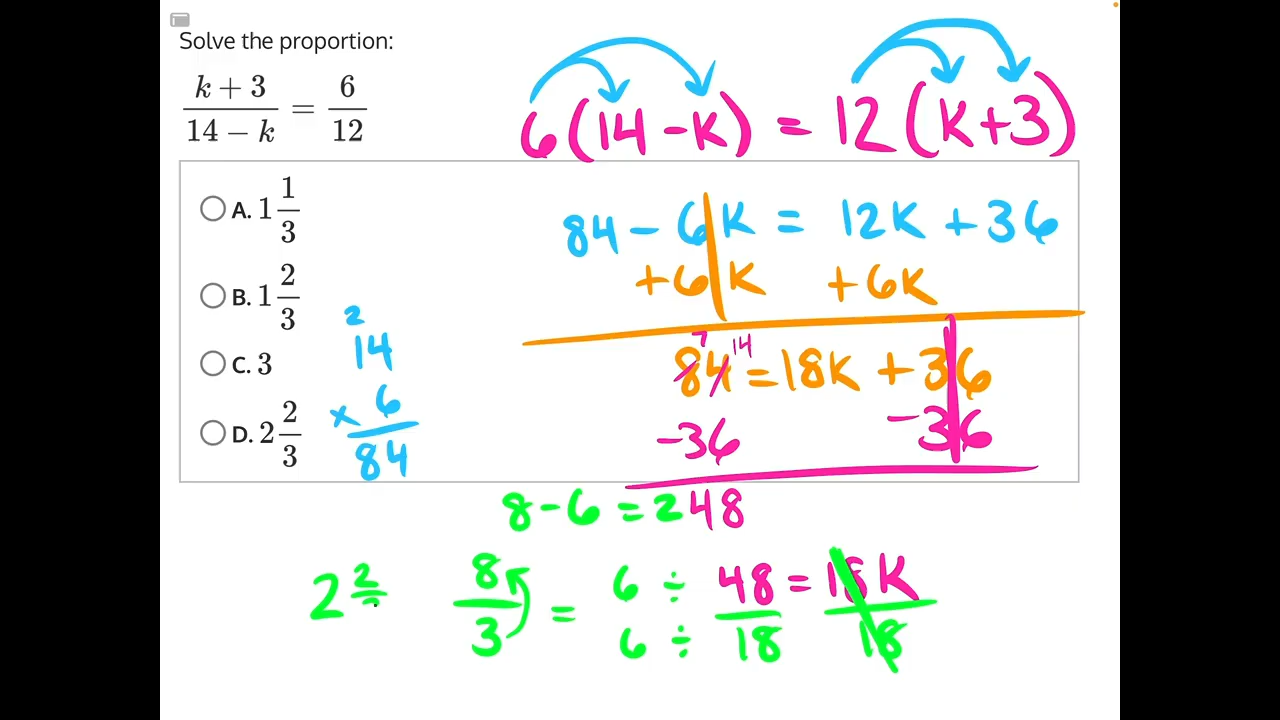 Solve the proportion:
k + 3 / 14 − k = 6 / 12
6(14 - K) = 12(K+3)
A. 1 1/3
84 - 6K = 12K + 36
+6K +6K
B. 1 2/3
2
14
× 6
84
7 14
84 = 18K + 36
C. 3
-36 -36
D. 2 2/3
8 - 6 = 2
48
2 2/
8/3 = 6 ÷ 48 = 18K
6 ÷ 18 18